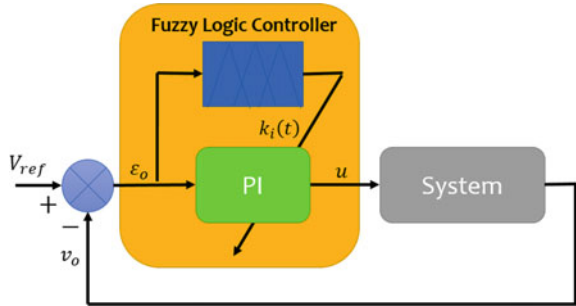 Fuzzy Logic Controller
k_i(t)
V_ref
ε_o
PI
u
System
+
−
v_o